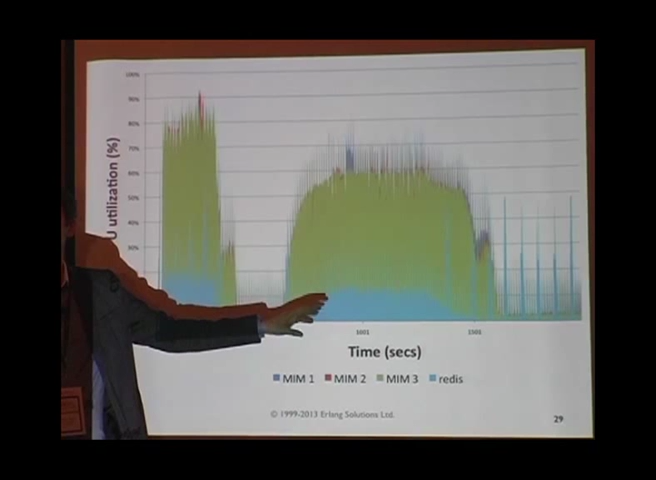 100%
90%
80%
70%
60%
50%
40%
30%
U utilization (%)
1001
1501
Time (secs)
MIM 1 MIM 2 MIM 3 redis
© 1999-2013 Erlang Solutions Ltd.
29